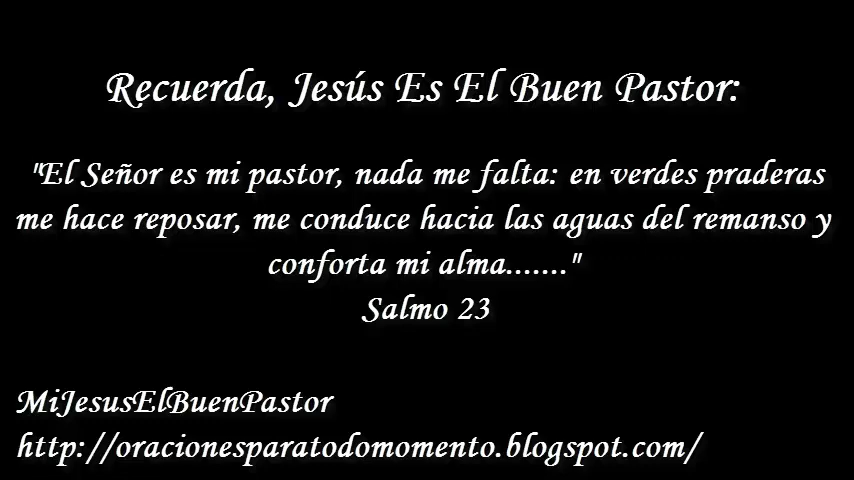 Recuerda, Jesús Es El Buen Pastor:
"El Señor es mi pastor, nada me falta: en verdes praderas
me hace reposar, me conduce hacia las aguas del remanso y
conforta mi alma......."
Salmo 23
MiJesusElBuenPastor
http://oracionesparatodomomento.blogspot.com/